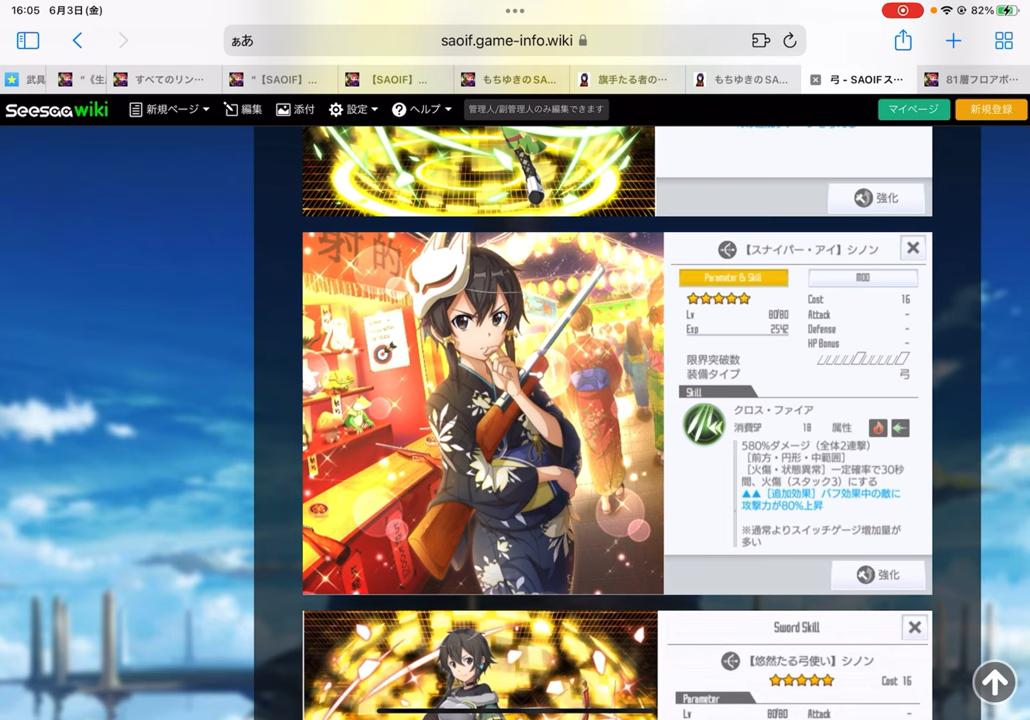 16:05 6月3日(金)
82%
ぁあ
saoif.game-info.wiki
武具
“《生
すべてのリン…
“【SAOIF】…
【SAOIF】…
もちゆきのSA…
旗手たる者の…
もちゆきのSA…
弓 - SAOIFス…
81層フロアボ…
Seesaa wiki
新規ページ
編集
添付
設定
ヘルプ
管理人/副管理人のみ編集できます
マイページ
新規登録
強化
射的
【スナイパー・アイ】シノン
Parameter & Skill
MOD
Cost 16
Lv 80/80
Attack -
Exp 2542
Defense -
HP Bonus -
限界突破数
装備タイプ 弓
Skill
クロス・ファイア
消費SP 18 属性
580%ダメージ（全体2連撃）
[前方・円形・中範囲]
[火傷・状態異常] 一定確率で30秒
間、火傷（スタック3）にする
▲▲［追加効果］バフ効果中の敵に
攻撃力が80%上昇
※通常よりスイッチゲージ増加量が
多い
強化
Sword Skill
【悠然たる弓使い】シノン
Cost 16
Parameter
Lv 80/80 Attack -